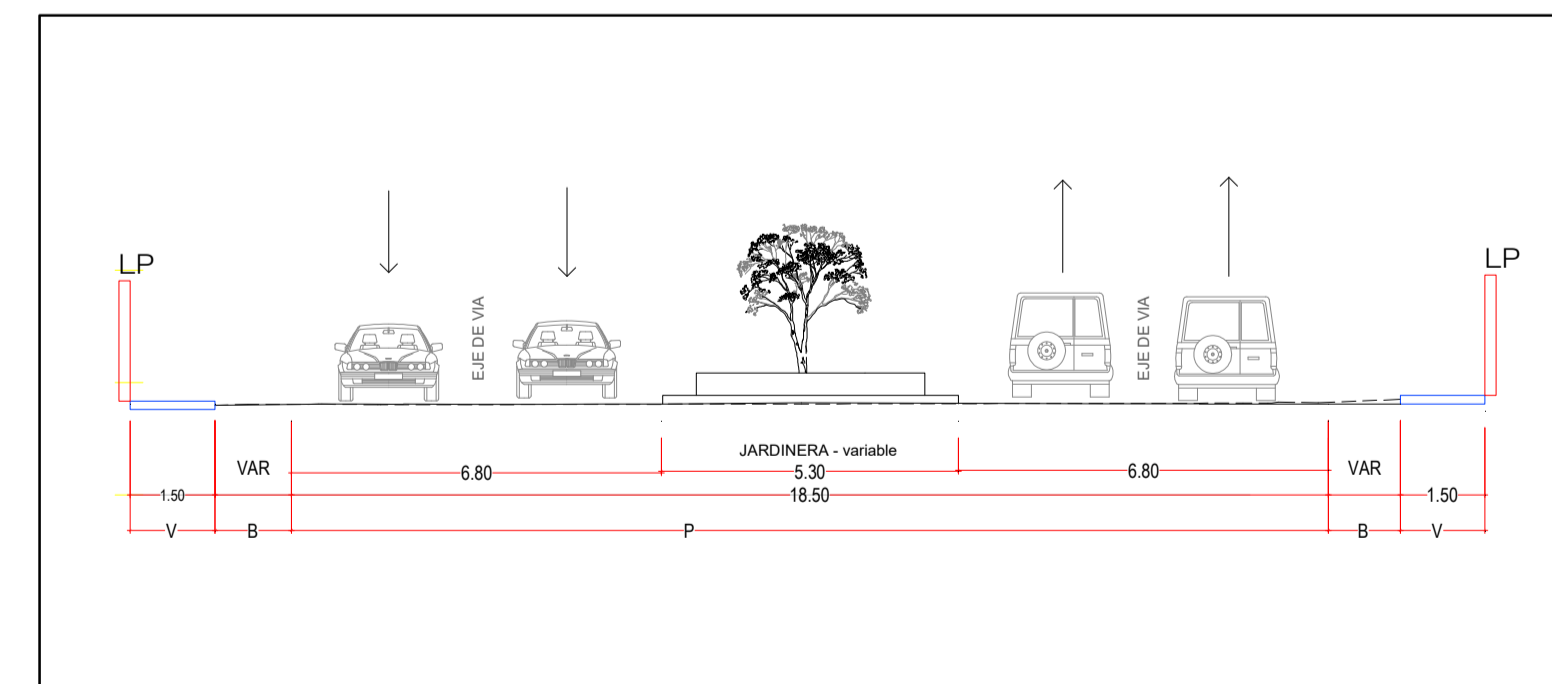 LP
LP
EJE DE VIA
EJE DE VIA
JARDINERA - variable
VAR
6.80
5.30
6.80
VAR
1.50
18.50
1.50
V
B
P
B
V